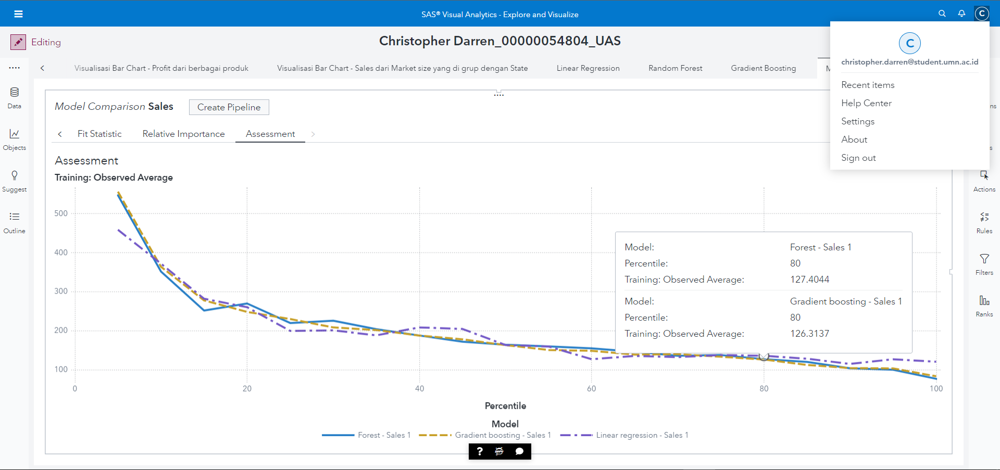 SAS® Visual Analytics - Explore and Visualize
C
Editing
Christopher Darren_00000054804_UAS
C
christopher.darren@student.umn.ac.id
Recent items
Help Center
Settings
About
Sign out
Visualisasi Bar Chart - Profit dari berbagai produk
Visualisasi Bar Chart - Sales dari Market size yang di grup dengan State
Linear Regression
Random Forest
Gradient Boosting
Data
Objects
Suggest
Outline
Model Comparison Sales
Create Pipeline
Fit Statistic
Relative Importance
Assessment
Assessment
Training: Observed Average
500
400
300
200
100
0
20
40
60
80
100
Percentile
Model: Forest - Sales 1
Percentile: 80
Training: Observed Average: 127.4044
Model: Gradient boosting - Sales 1
Percentile: 80
Training: Observed Average: 126.3137
Model
Forest - Sales 1
Gradient boosting - Sales 1
Linear regression - Sales 1
?
Actions
Rules
Filters
Ranks